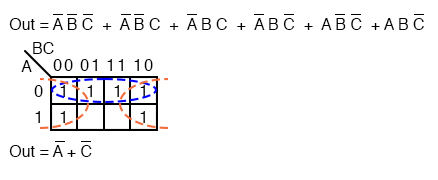 Out = A̅ B̅ C̅ + A̅ B̅ C + A̅ B C + A̅ B C̅ + A B̅ C̅ + A B C̅
BC
A 00 01 11 10
0 1 1 1 1
1 1 1
Out = A̅ + C̅